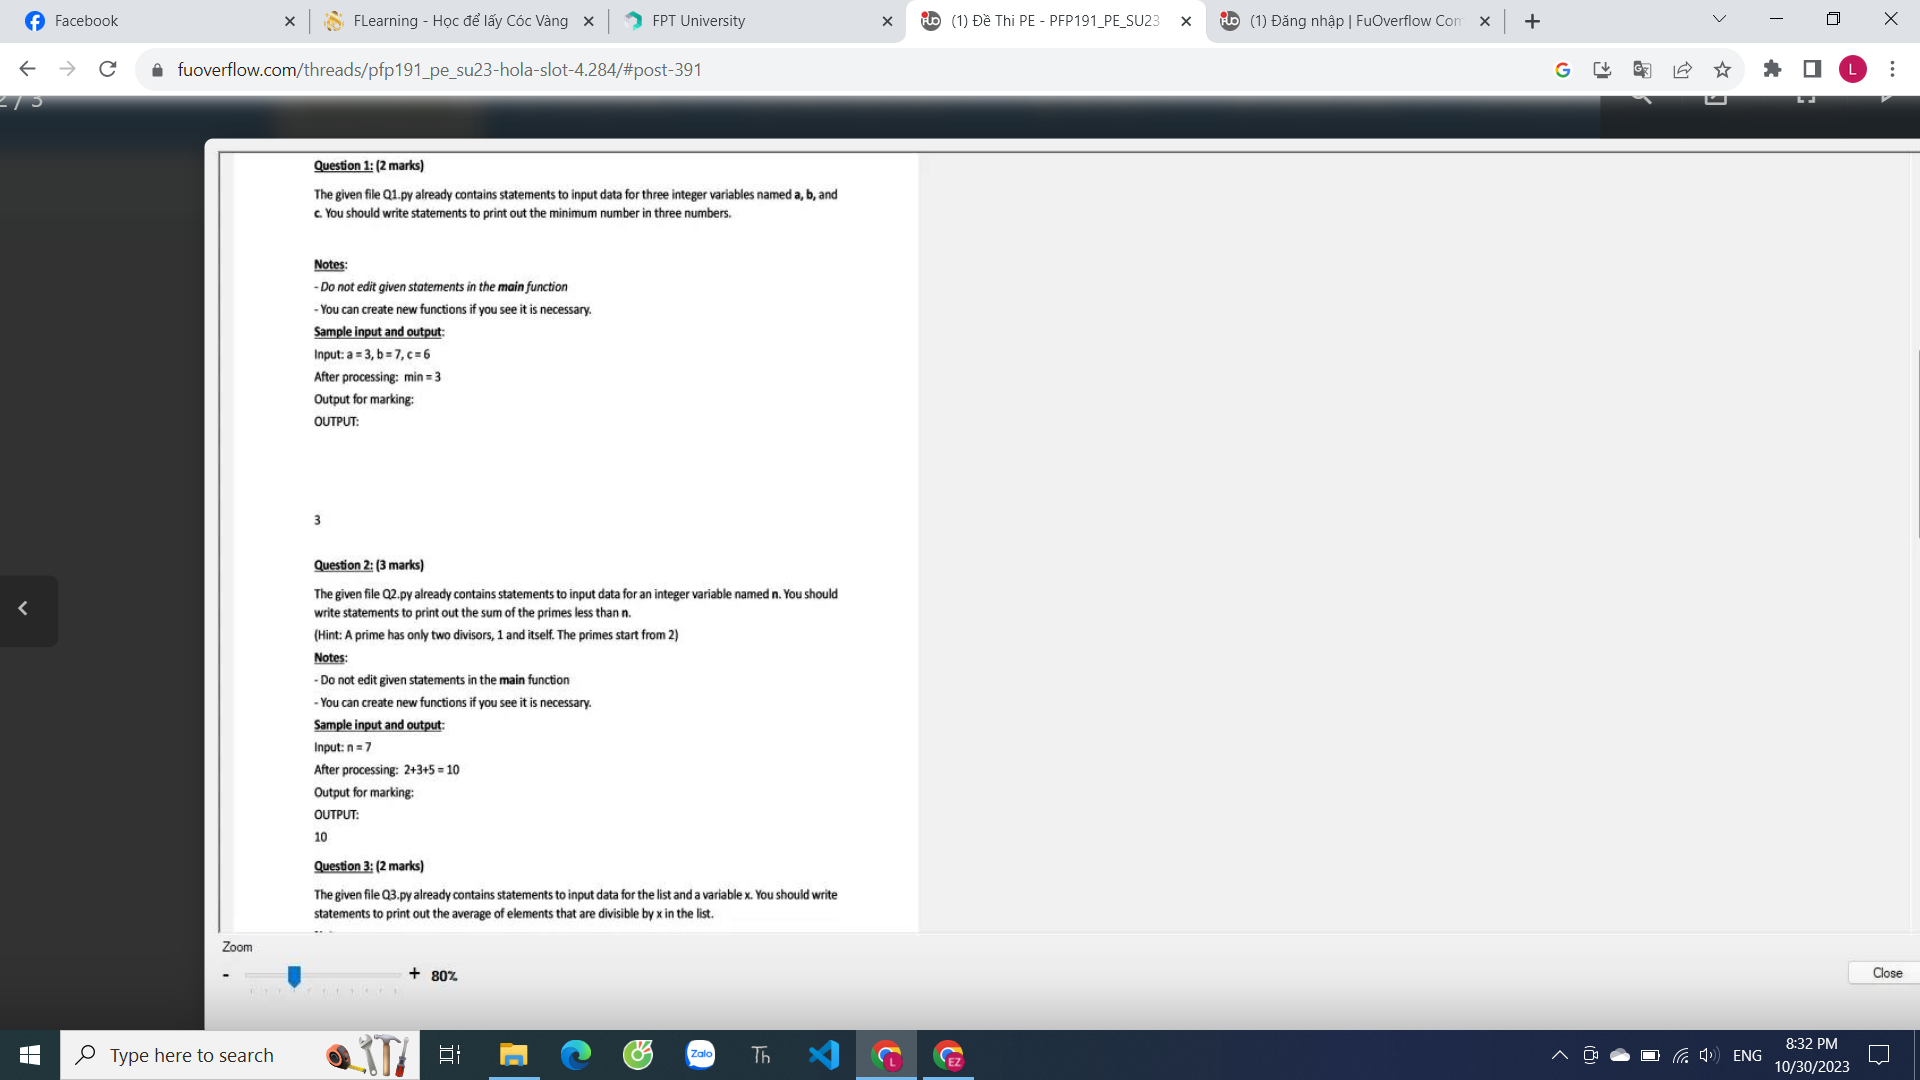 Facebook
FLearning - Học để lấy Cóc Vàng
FPT University
(1) Đề Thi PE - PFP191_PE_SU23
(1) Đăng nhập | FuOverflow Com
fuoverflow.com/threads/pfp191_pe_su23-hola-slot-4.284/#post-391
L
2 / 3
Question 1: (2 marks)
The given file Q1.py already contains statements to input data for three integer variables named a, b, and
c. You should write statements to print out the minimum number in three numbers.
Notes:
- Do not edit given statements in the main function
- You can create new functions if you see it is necessary.
Sample input and output:
Input: a = 3, b = 7, c = 6
After processing: min = 3
Output for marking:
OUTPUT:
3
Question 2: (3 marks)
The given file Q2.py already contains statements to input data for an integer variable named n. You should
write statements to print out the sum of the primes less than n.
(Hint: A prime has only two divisors, 1 and itself. The primes start from 2)
Notes:
- Do not edit given statements in the main function
- You can create new functions if you see it is necessary.
Sample input and output:
Input: n = 7
After processing: 2+3+5 = 10
Output for marking:
OUTPUT:
10
Question 3: (2 marks)
The given file Q3.py already contains statements to input data for the list and a variable x. You should write
statements to print out the average of elements that are divisible by x in the list.
Zoom
- + 80%
Close
Type here to search
Zalo
Th
L
EZ
ENG
8:32 PM
10/30/2023